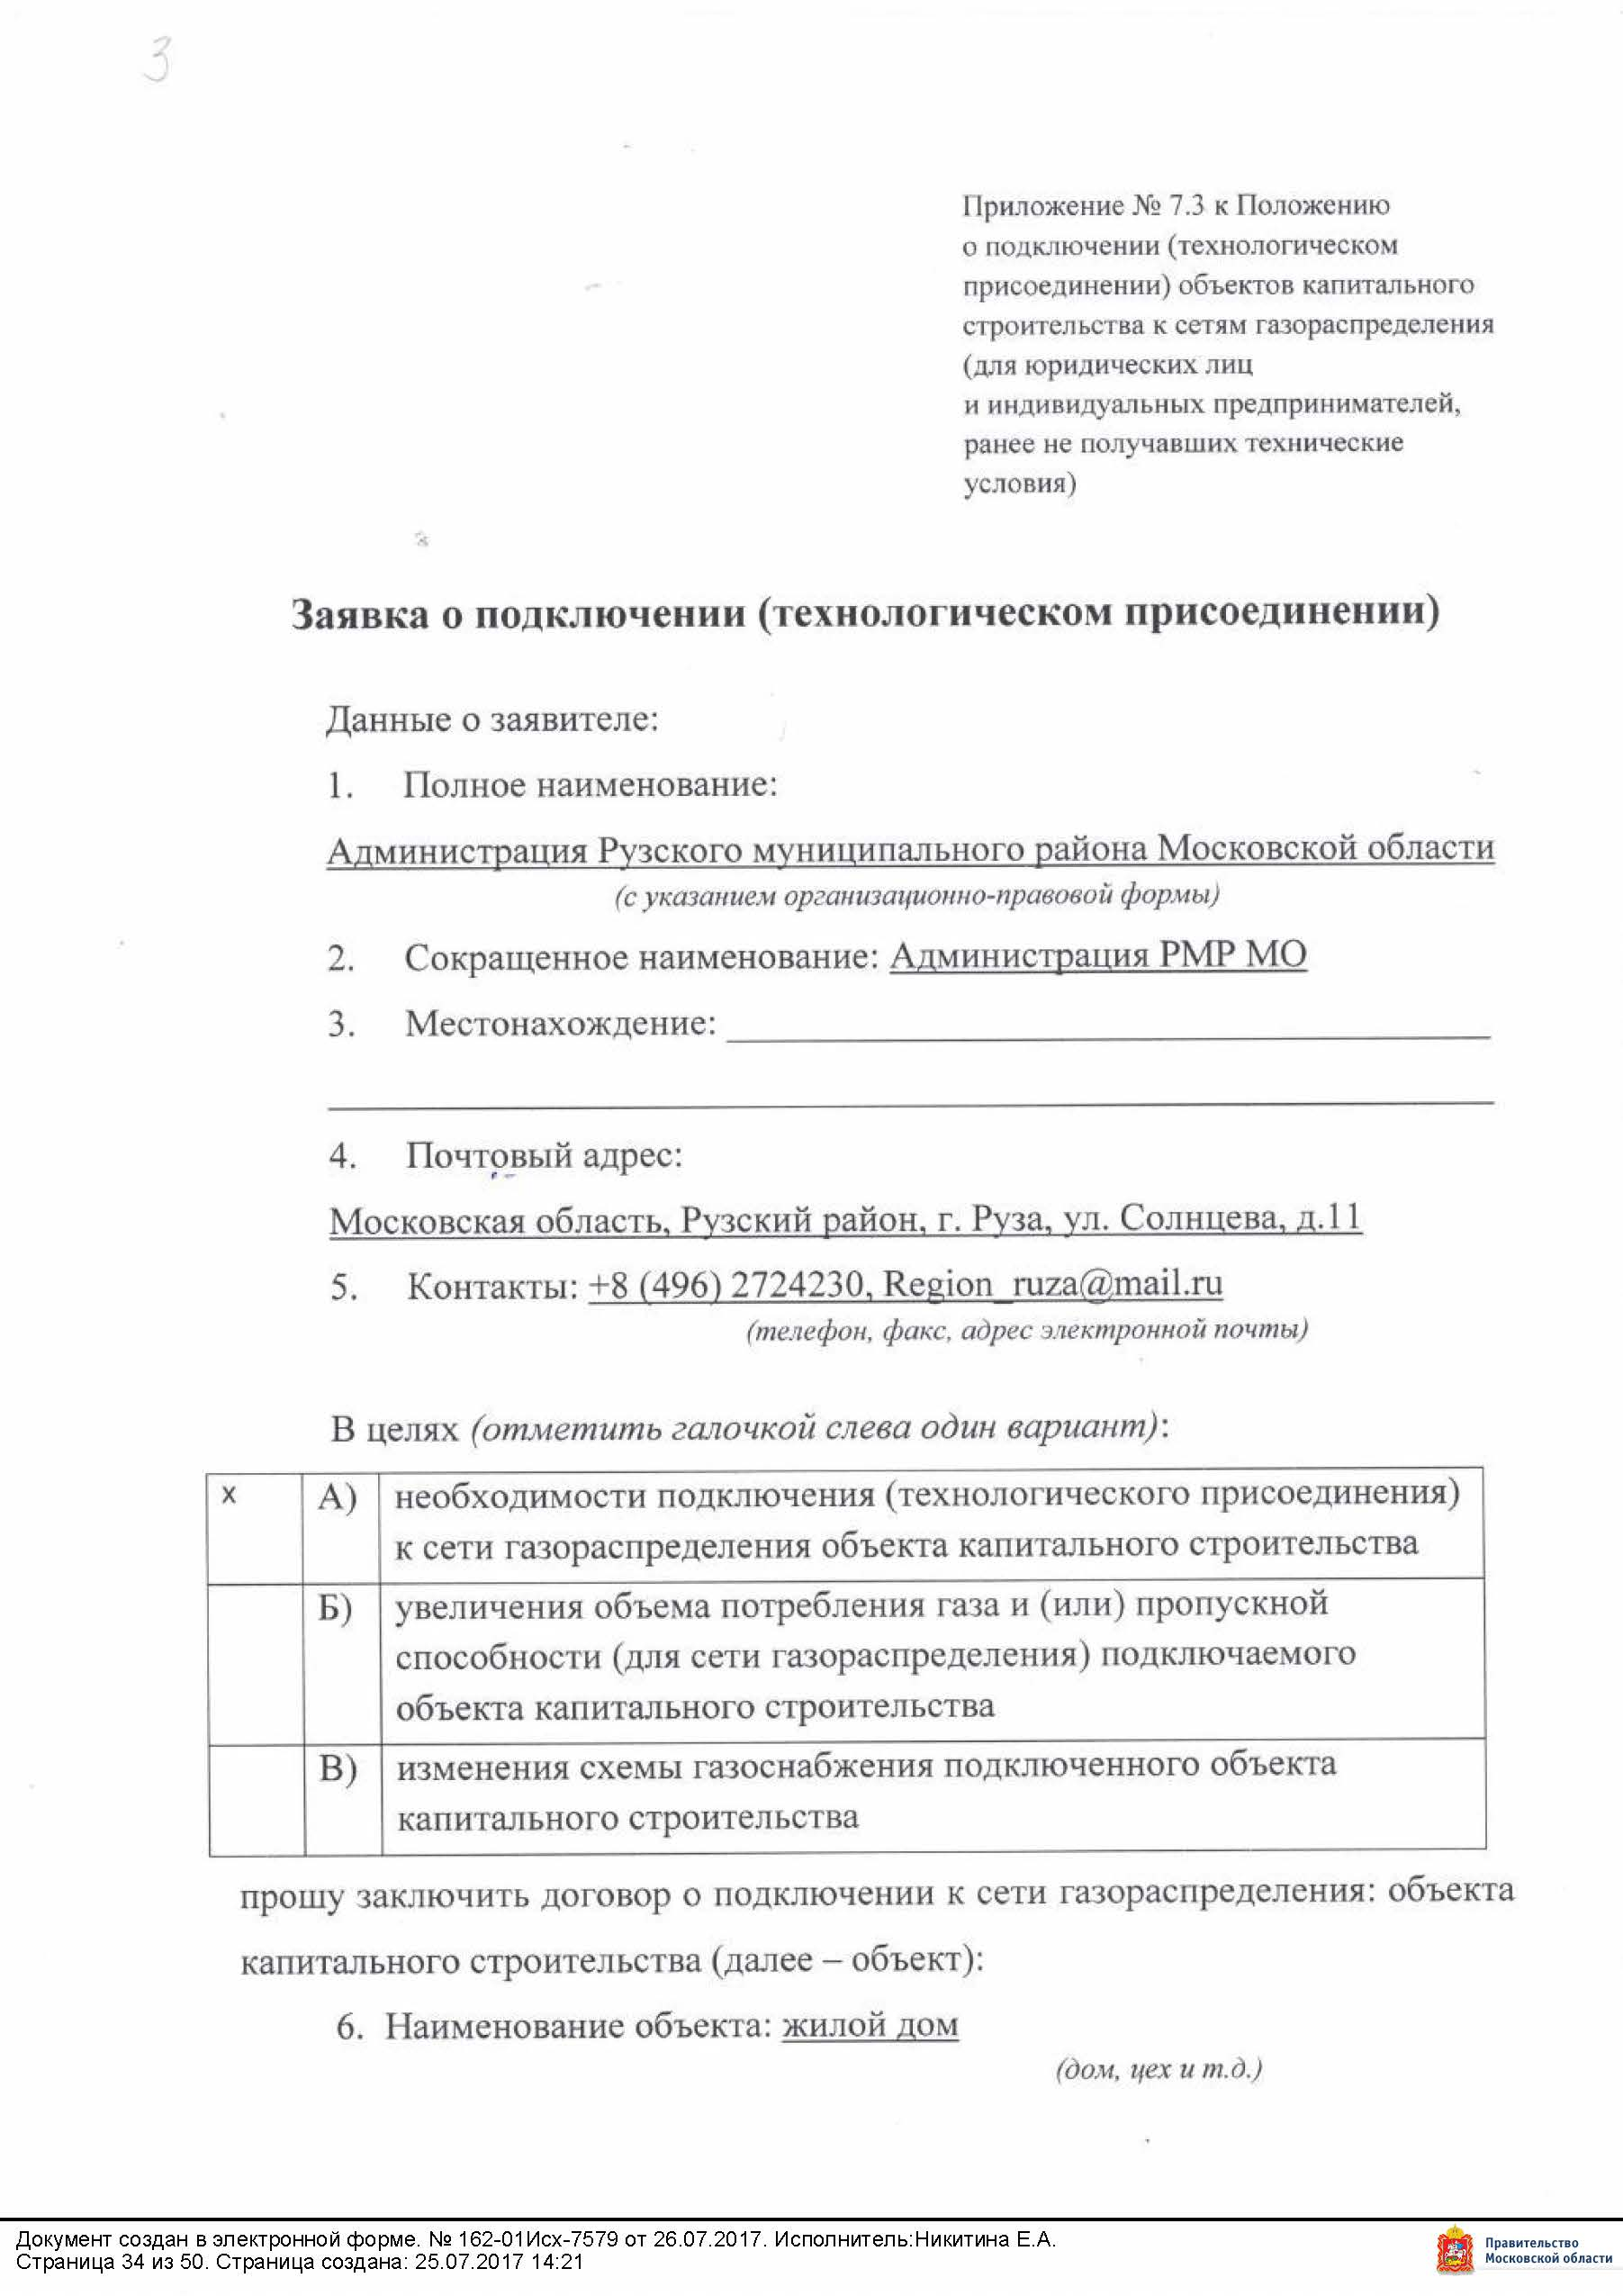 3
Приложение № 7.3 к Положению
о подключении (технологическом
присоединении) объектов капитального
строительства к сетям газораспределения
(для юридических лиц
и индивидуальных предпринимателей,
ранее не получавших технические
условия)
Заявка о подключении (технологическом присоединении)
Данные о заявителе:
1. Полное наименование:
Администрация Рузского муниципального района Московской области
(с указанием организационно-правовой формы)
2. Сокращенное наименование: Администрация РМР МО
3. Местонахождение:
4. Почтовый адрес:
Московская область, Рузский район, г. Руза, ул. Солнцева, д.11
5. Контакты: +8 (496) 2724230, Region_ruza@mail.ru
(телефон, факс, адрес электронной почты)
В целях (отметить галочкой слева один вариант):
х А) необходимости подключения (технологического присоединения)
к сети газораспределения объекта капитального строительства
Б) увеличения объема потребления газа и (или) пропускной
способности (для сети газораспределения) подключаемого
объекта капитального строительства
В) изменения схемы газоснабжения подключенного объекта
капитального строительства
прошу заключить договор о подключении к сети газораспределения: объекта
капитального строительства (далее – объект):
6. Наименование объекта: жилой дом
(дом, цех и т.д.)
Документ создан в электронной форме. № 162-01Исх-7579 от 26.07.2017. Исполнитель:Никитина Е.А.
Страница 34 из 50. Страница создана: 25.07.2017 14:21
Правительство
Московской области